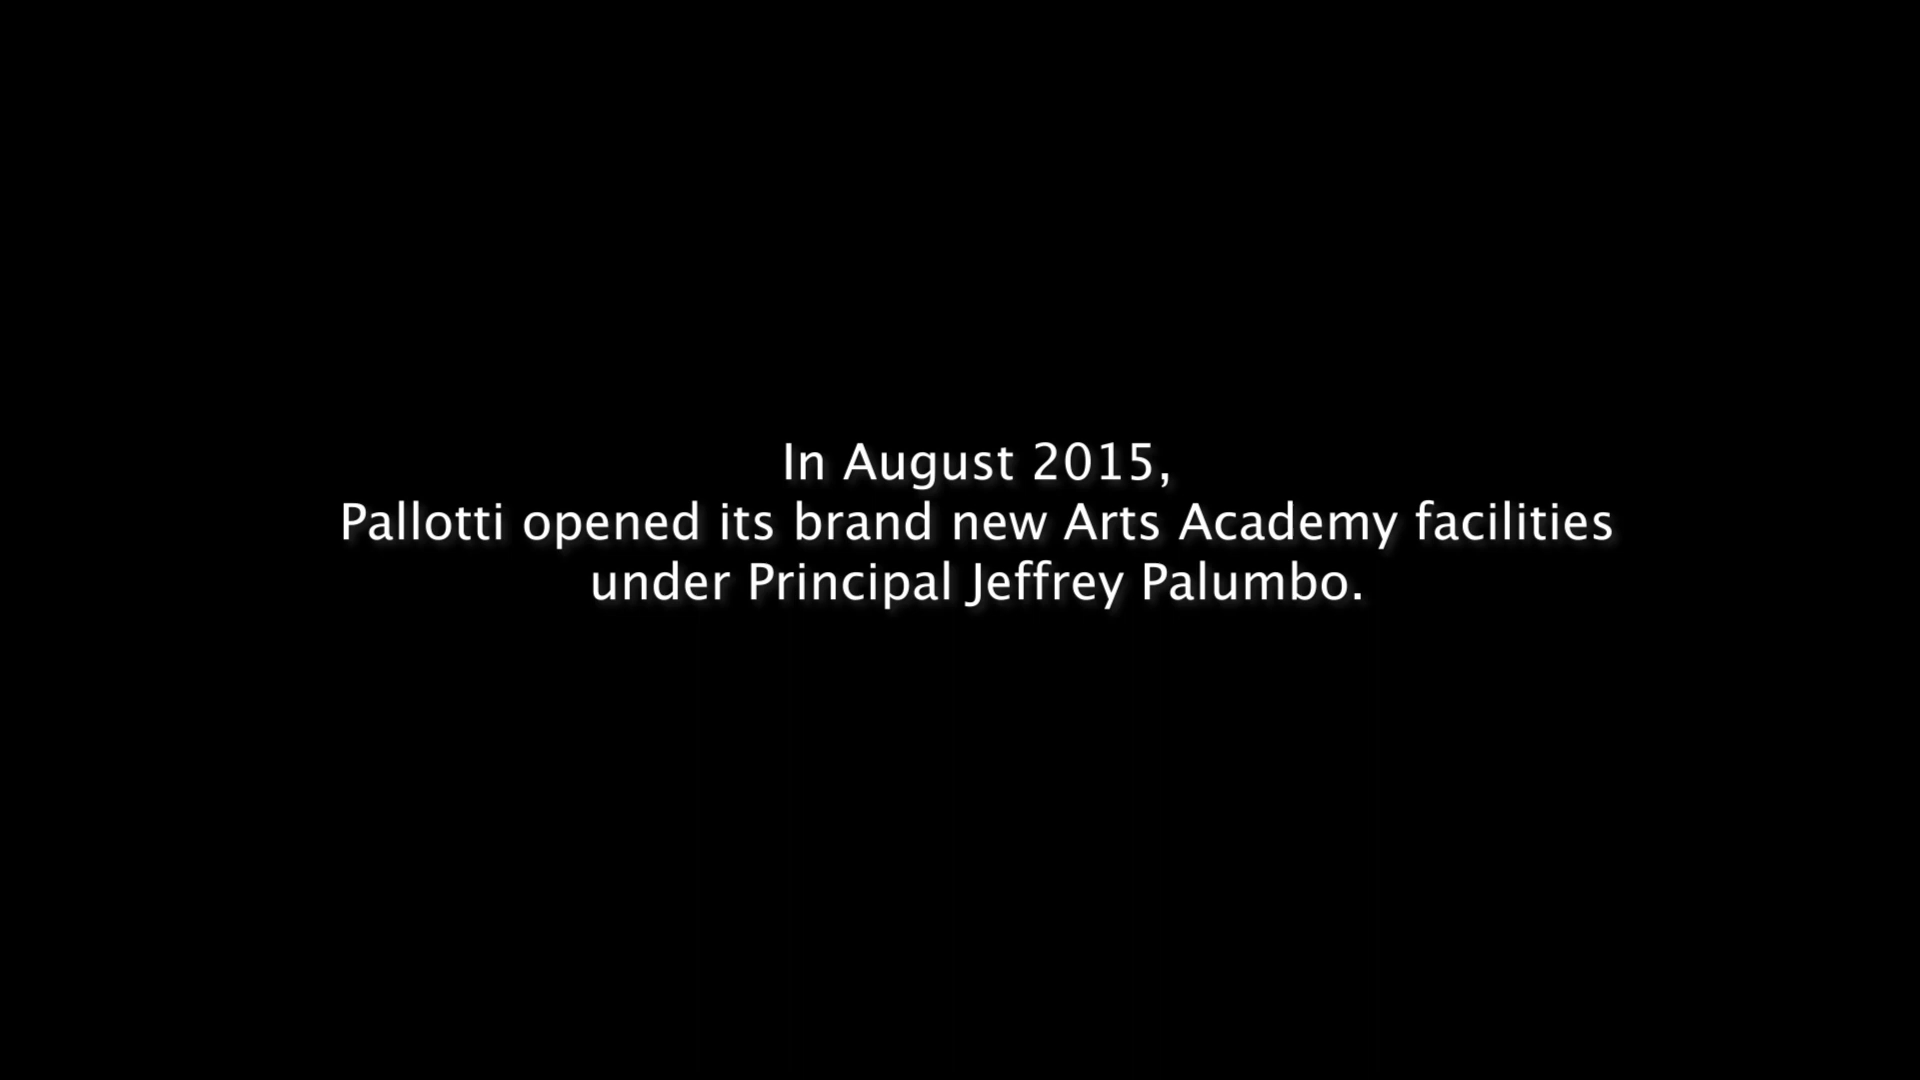 In August 2015,
Pallotti opened its brand new Arts Academy facilities
under Principal Jeffrey Palumbo.